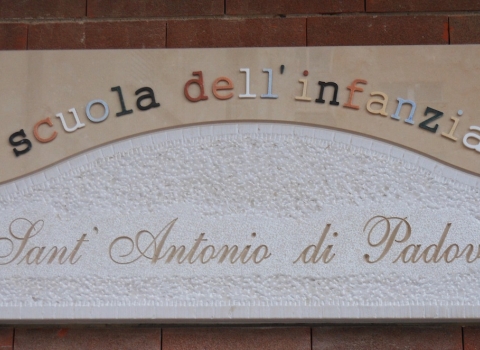 scuola dell'infanzia
Sant' Antonio di Padov